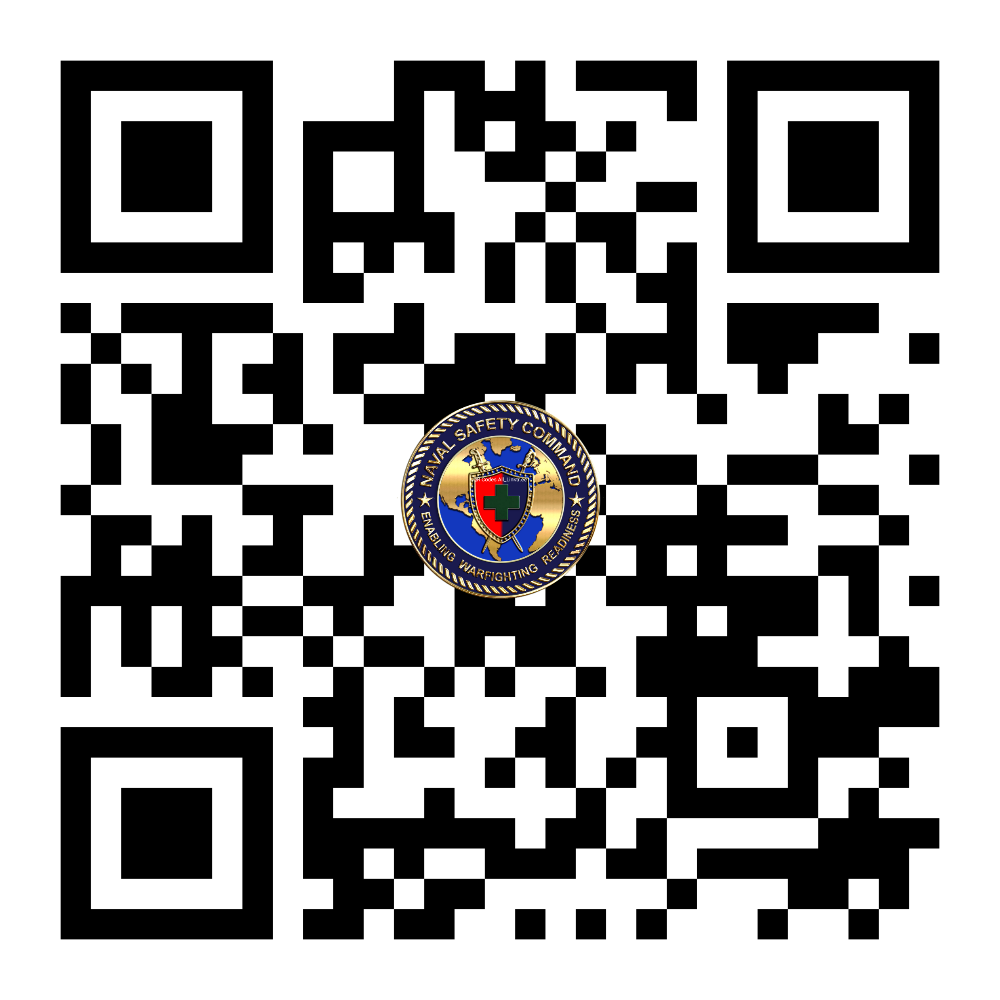 NAVAL SAFETY COMMAND
QR Codes All_Linktr.ee
ENABLING WARFIGHTING READINESS